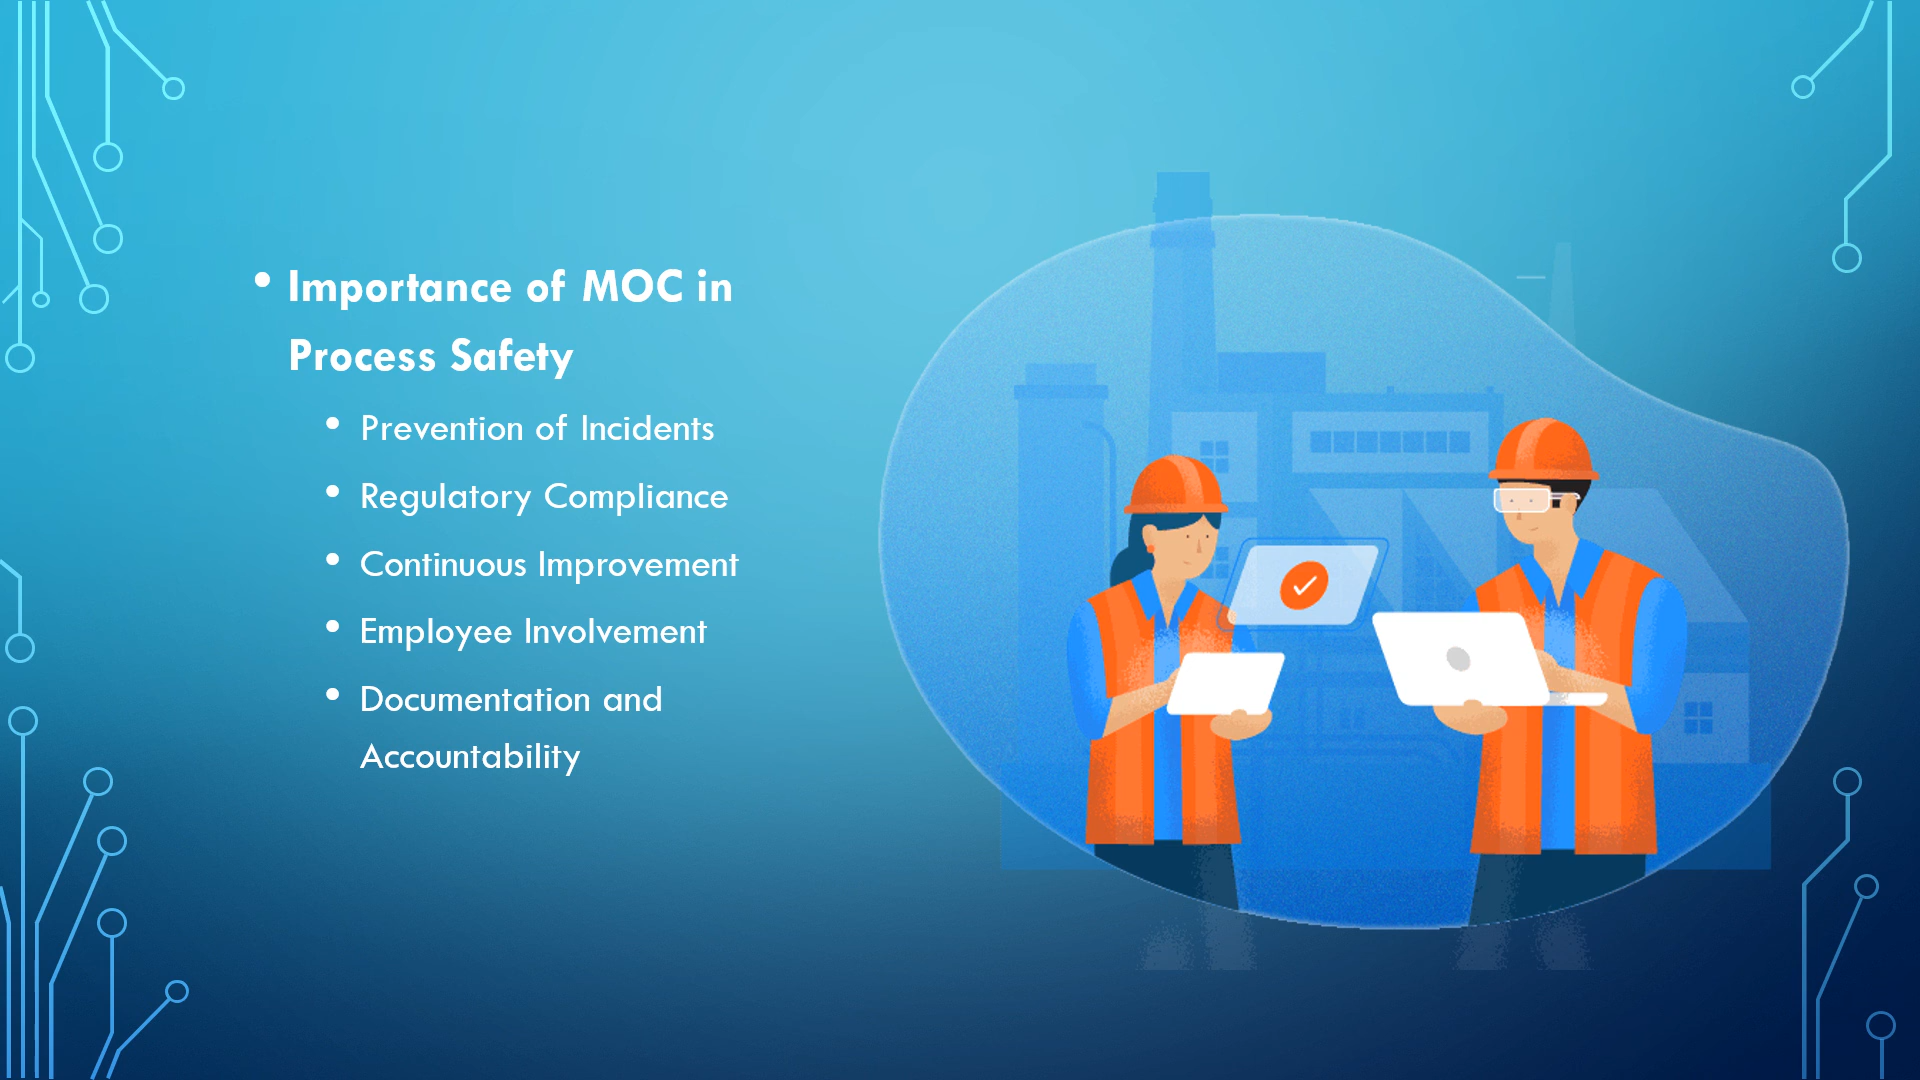 • Importance of MOC in
Process Safety
• Prevention of Incidents
• Regulatory Compliance
• Continuous Improvement
• Employee Involvement
• Documentation and
Accountability